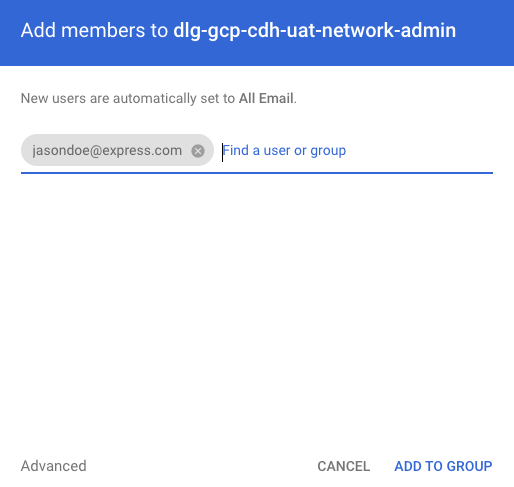 Add members to dlg-gcp-cdh-uat-network-admin
New users are automatically set to All Email.
jasondoe@express.com Find a user or group
Advanced CANCEL ADD TO GROUP